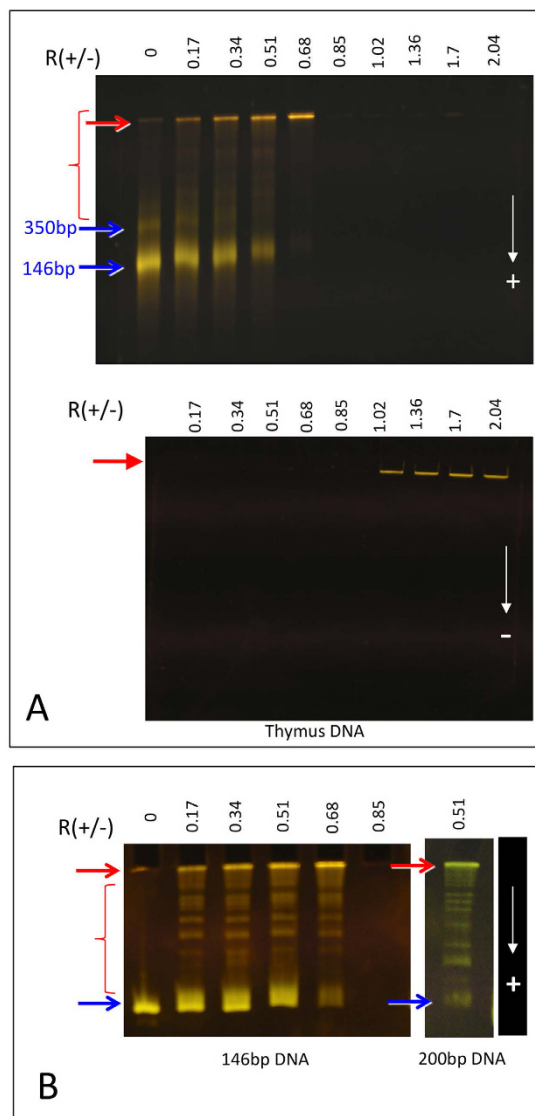 R(+/-) 0 0.17 0.34 0.51 0.68 0.85 1.02 1.36 1.7 2.04
350bp
146bp
+
R(+/-) 0.17 0.34 0.51 0.68 0.85 1.02 1.36 1.7 2.04
-
A
Thymus DNA
R(+/-) 0 0.17 0.34 0.51 0.68 0.85 0.51
+
146bp DNA 200bp DNA
B